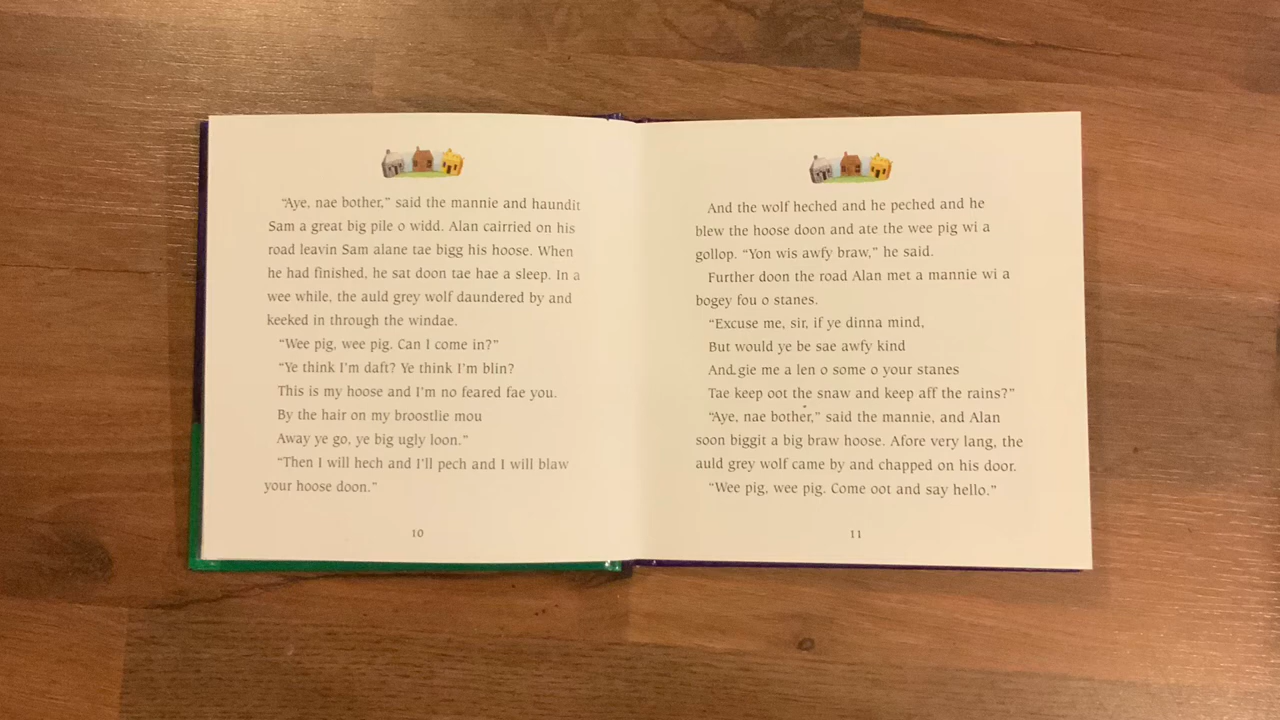 “Aye, nae bother,” said the mannie and haundit
Sam a great big pile o widd. Alan cairried on his
road leavin Sam alane tae bigg his hoose. When
he had finished, he sat doon tae hae a sleep. In a
wee while, the auld grey wolf daundered by and
keeked in through the windae.
“Wee pig, wee pig. Can I come in?”
“Ye think I’m daft? Ye think I’m blin?
This is my hoose and I’m no feared fae you.
By the hair on my broostlie mou
Away ye go, ye big ugly loon.”
“Then I will hech and I’ll pech and I will blaw
your hoose doon.”
10
And the wolf heched and he peched and he
blew the hoose doon and ate the wee pig wi a
gollop. “Yon wis awfy braw,” he said.
Further doon the road Alan met a mannie wi a
bogey fou o stanes.
“Excuse me, sir, if ye dinna mind,
But would ye be sae awfy kind
And gie me a len o some o your stanes
Tae keep oot the snaw and keep aff the rains?”
“Aye, nae bother,” said the mannie, and Alan
soon biggit a big braw hoose. Afore very lang, the
auld grey wolf came by and chapped on his door.
“Wee pig, wee pig. Come oot and say hello.”
11